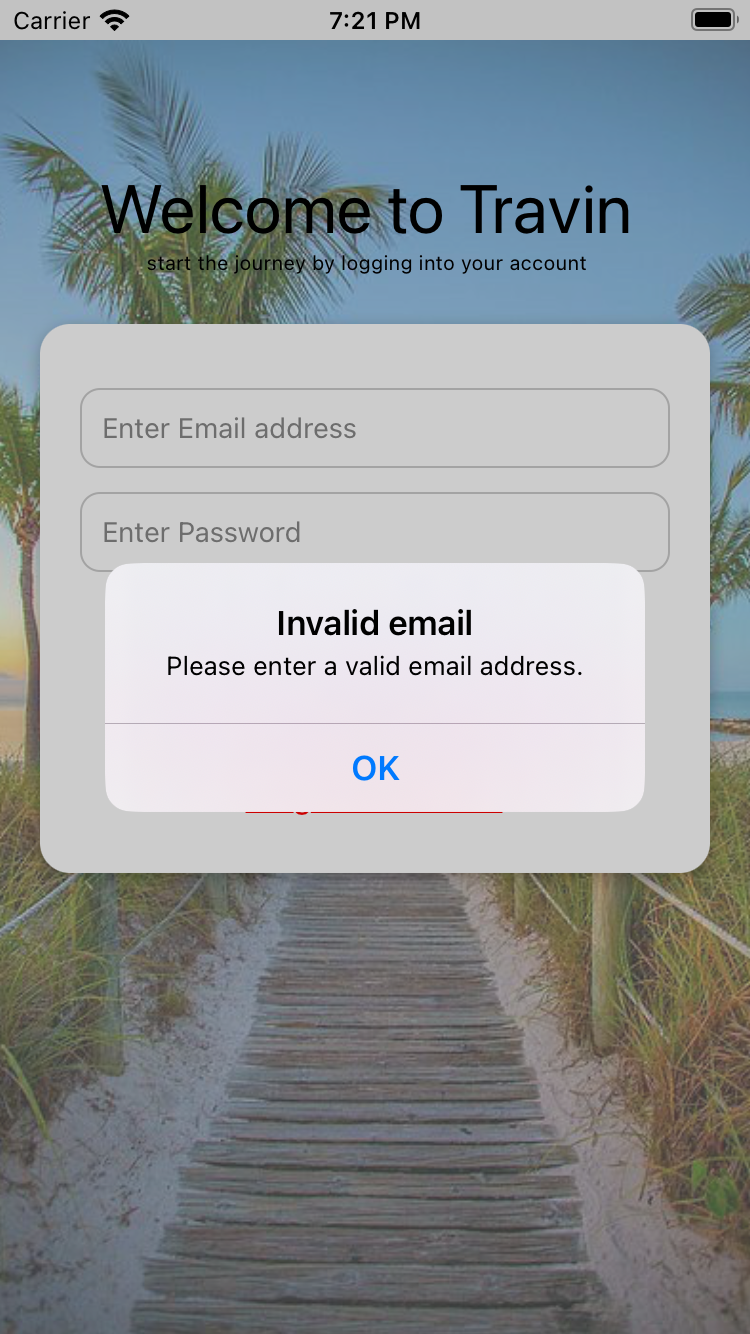 Carrier 7:21 PM
Welcome to Travin
start the journey by logging into your account
Enter Email address
Enter Password
Invalid email
Please enter a valid email address.
OK